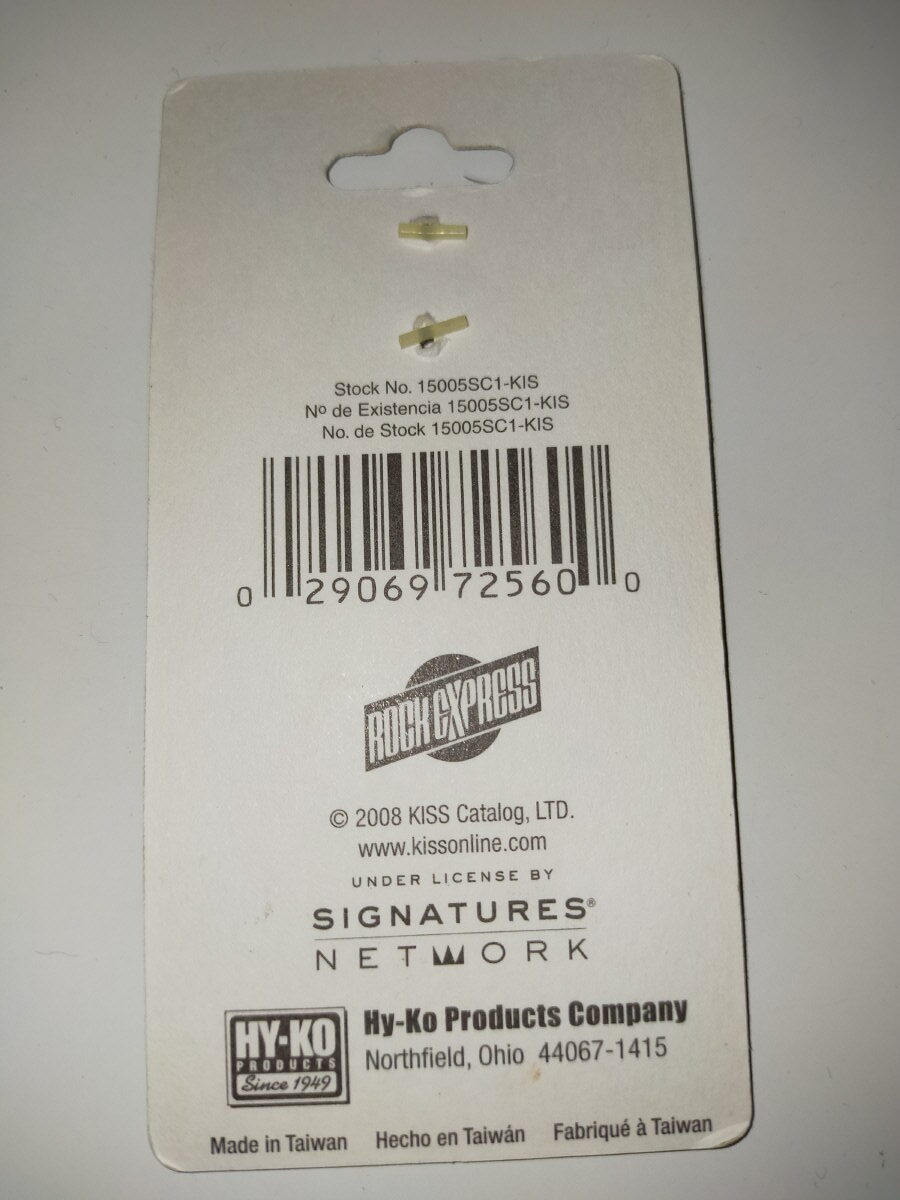 Stock No. 15005SC1-KIS
Nº de Existencia 15005SC1-KIS
No. de Stock 15005SC1-KIS
0 29069 72560 0
ROCK EXPRESS
© 2008 KISS Catalog, LTD.
www.kissonline.com
UNDER LICENSE BY
SIGNATURES®
NETWORK
HY-KO
PRODUCTS
Since 1949
Hy-Ko Products Company
Northfield, Ohio 44067-1415
Made in Taiwan Hecho en Taiwán Fabriqué à Taiwan